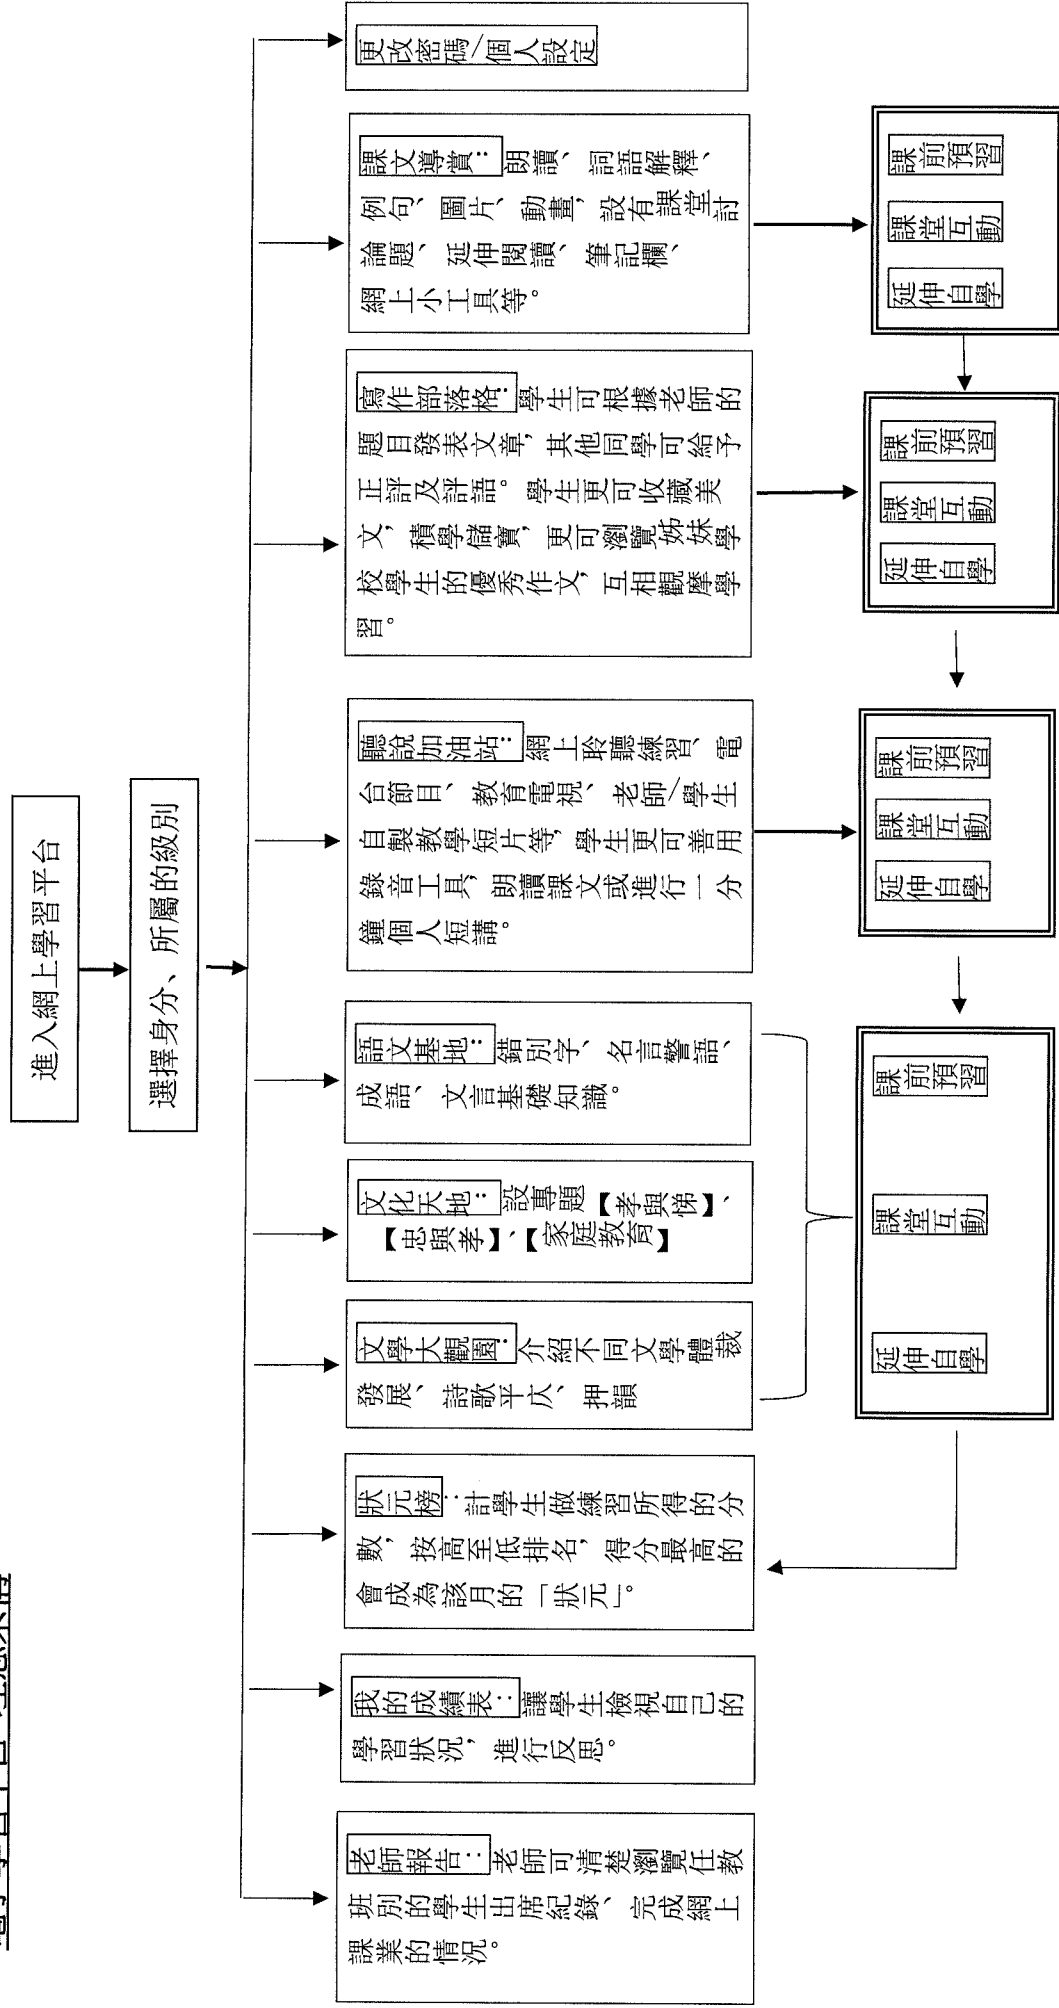 進入網上學習平台
選擇身分、所屬的級別
老師報告：老師可清楚瀏覽任教
班別的學生出席紀錄、完成網上
課業的情況。
我的成績表：讓學生檢視自己的
學習狀況，進行反思。
狀元榜：計學生做練習所得的分
數，按高至低排名，得分最高的
會成為該月的「狀元」。
文學大觀園：介紹不同文學體裁
發展、詩歌平仄、押韻
文化天地：設專題【孝與悌】、
【忠與孝】、【家庭教育】
語文基地：錯別字、名言警語、
成語、文言基礎知識。
聽說加油站：網上聆聽練習、電
台節目、教育電視、老師/學生
自製教學短片等，學生更可善用
錄音工具，朗讀課文或進行一分
鐘個人短講。
寫作部落格：學生可根據老師的
題目發表文章，其他同學可給予
正評及評語。學生更可收藏美
文，積學儲寶，更可瀏覽姊妹學
校學生的優秀作文，互相觀摩學
習。
課文導賞：朗讀、詞語解釋、
例句、圖片、動畫，設有課堂討
論題、延伸閱讀、筆記欄、
網上小工具等。
更改密碼/個人設定
課前預習
課堂互動
延伸自學
課前預習
課堂互動
延伸自學
課前預習
課堂互動
延伸自學
課前預習
課堂互動
延伸自學